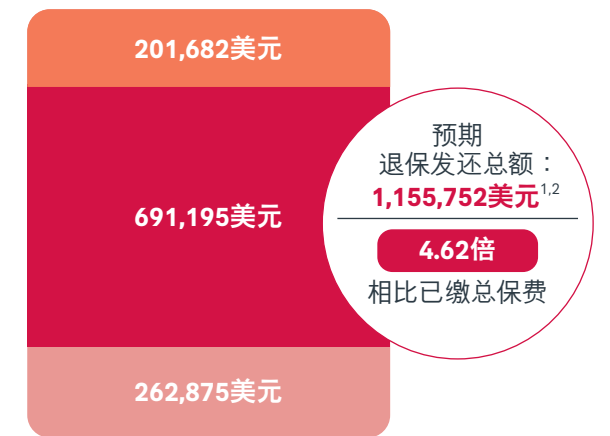 201,682美元
691,195美元
262,875美元
预期
退保发还总额：
1,155,752美元1,2
4.62倍
相比已缴总保费